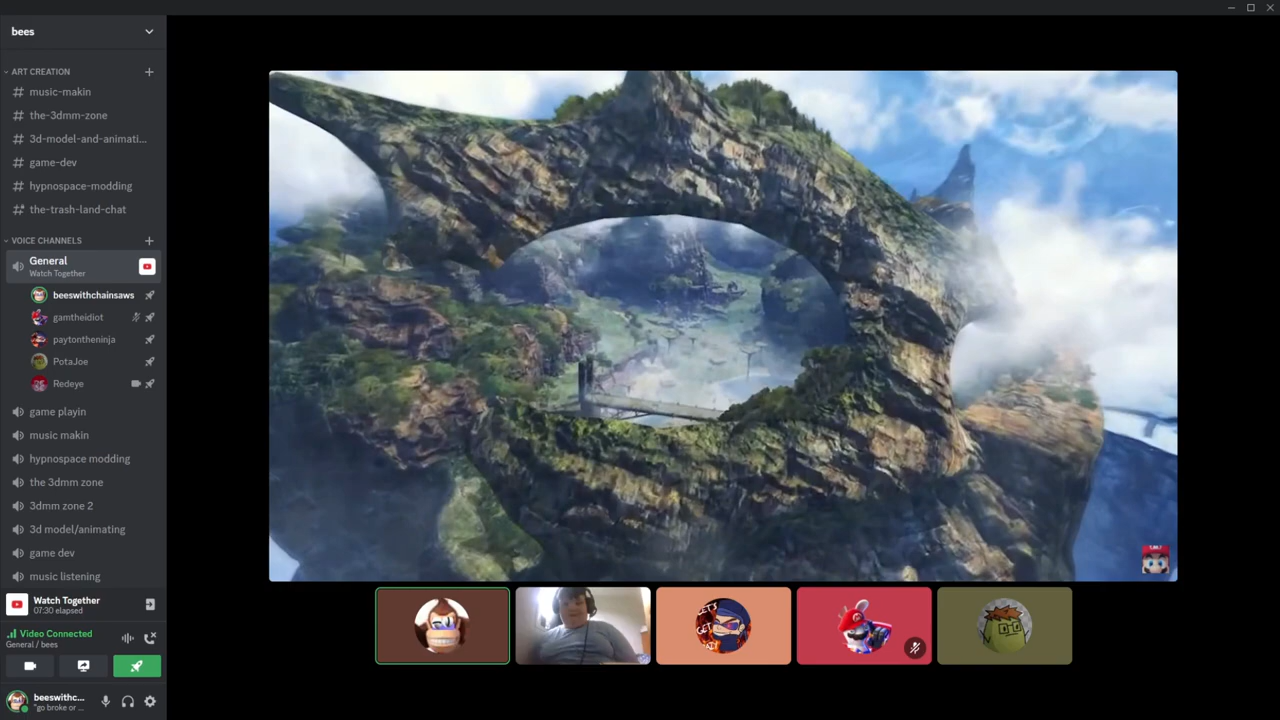 bees
ART CREATION
music-makin
the-3dmm-zone
3d-model-and-animati...
game-dev
hypnospace-modding
the-trash-land-chat
VOICE CHANNELS
General
Watch Together
beeswithchainsaws
gamtheidiot
paytontheninja
PotaJoe
Redeye
game playin
music makin
hypnospace modding
the 3dmm zone
3dmm zone 2
3d model/animating
game dev
music listening
Watch Together
07:30 elapsed
Video Connected
General / bees
beeswithc...
"go broke or ...
LET'S
GET